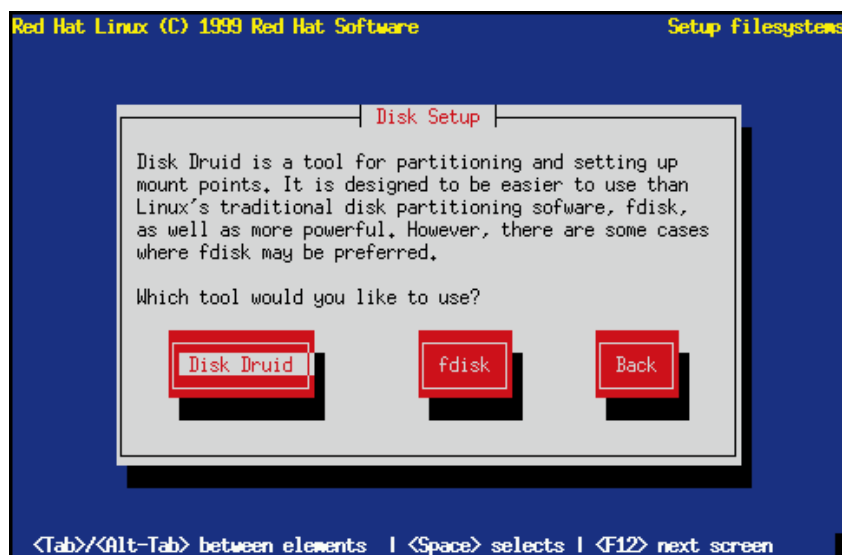 Red Hat Linux (C) 1999 Red Hat Software Setup filesystems
Disk Setup
Disk Druid is a tool for partitioning and setting up
mount points. It is designed to be easier to use than
Linux's traditional disk partitioning sofware, fdisk,
as well as more powerful. However, there are some cases
where fdisk may be preferred.
Which tool would you like to use?
Disk Druid fdisk Back
<Tab>/<Alt-Tab> between elements | <Space> selects | <F12> next screen